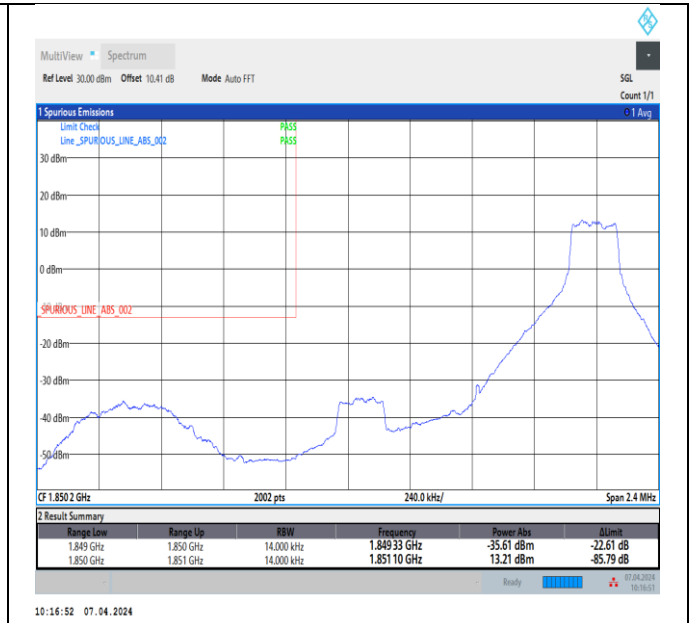 MultiView Spectrum
Ref Level 30.00 dBm Offset 10.41 dB Mode Auto FFT SGL
Count 1/1
1 Spurious Emissions 1 Avg
Limit Check PASS
Line _SPURIOUS_LINE_ABS_002 PASS
30 dBm
20 dBm
10 dBm
0 dBm
_SPURIOUS_LINE_ABS_002
-20 dBm
-30 dBm
-40 dBm
-50 dBm
CF 1.850 2 GHz 2002 pts 240.0 kHz/ Span 2.4 MHz
2 Result Summary
Range Low Range Up RBW Frequency Power Abs ΔLimit
1.849 GHz 1.850 GHz 14.000 kHz 1.849 33 GHz -35.61 dBm -22.61 dB
1.850 GHz 1.851 GHz 14.000 kHz 1.851 10 GHz 13.21 dBm -85.79 dB
Ready 07.04.2024
10:16:51
10:16:52 07.04.2024